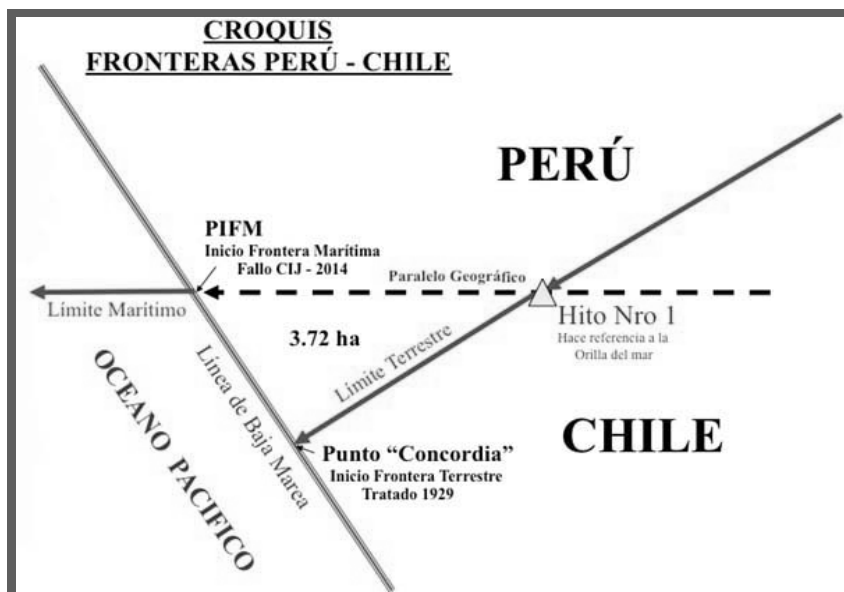 CROQUIS
FRONTERAS PERÚ - CHILE
PERÚ
PIFM
Inicio Frontera Marítima
Fallo CIJ - 2014
Paralelo Geográfico
Límite Marítimo
Hito Nro 1
Hace referencia a la
Orilla del mar
3.72 ha
Límite Terrestre
Línea de Baja Marea
OCEANO PACIFICO
CHILE
Punto “Concordia”
Inicio Frontera Terrestre
Tratado 1929